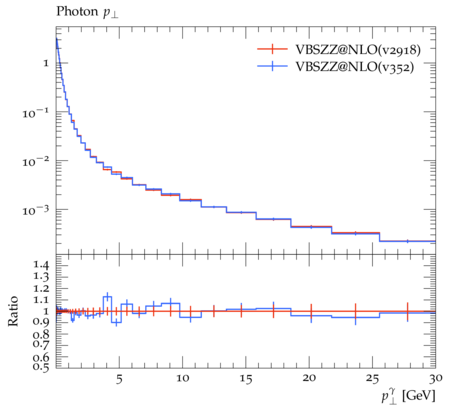 Photon p⊥
VBSZZ@NLO(v2918)
VBSZZ@NLO(v352)
1
10⁻¹
10⁻²
10⁻³
1.4
1.3
1.2
1.1
1
0.9
0.8
0.7
0.6
0.5
Ratio
5 10 15 20 25 30
p⊥^γ [GeV]